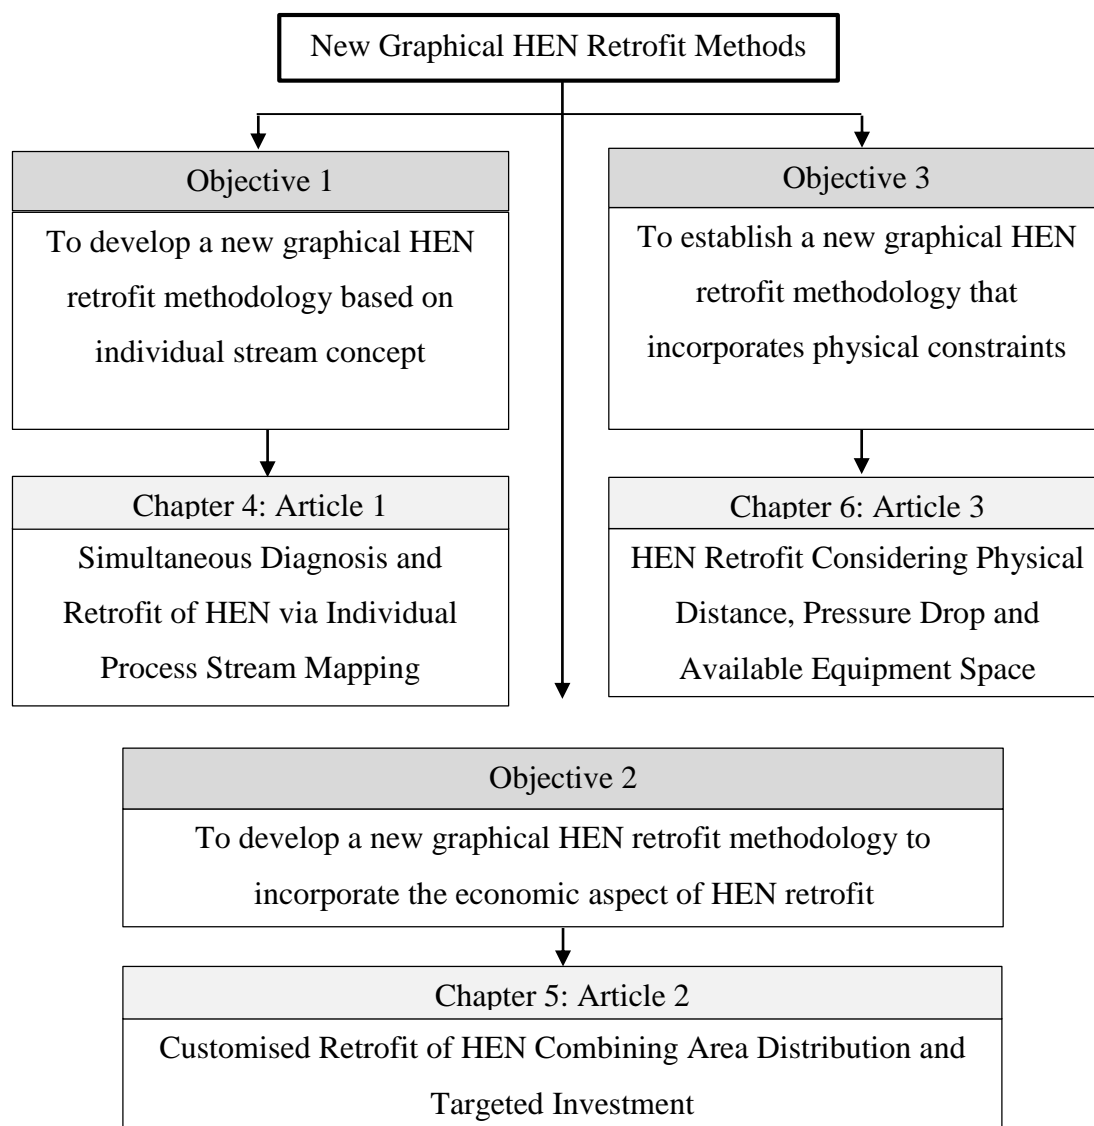 New Graphical HEN Retrofit Methods
Objective 1
To develop a new graphical HEN
retrofit methodology based on
individual stream concept
Chapter 4: Article 1
Simultaneous Diagnosis and
Retrofit of HEN via Individual
Process Stream Mapping
Objective 3
To establish a new graphical HEN
retrofit methodology that
incorporates physical constraints
Chapter 6: Article 3
HEN Retrofit Considering Physical
Distance, Pressure Drop and
Available Equipment Space
Objective 2
To develop a new graphical HEN retrofit methodology to
incorporate the economic aspect of HEN retrofit
Chapter 5: Article 2
Customised Retrofit of HEN Combining Area Distribution and
Targeted Investment